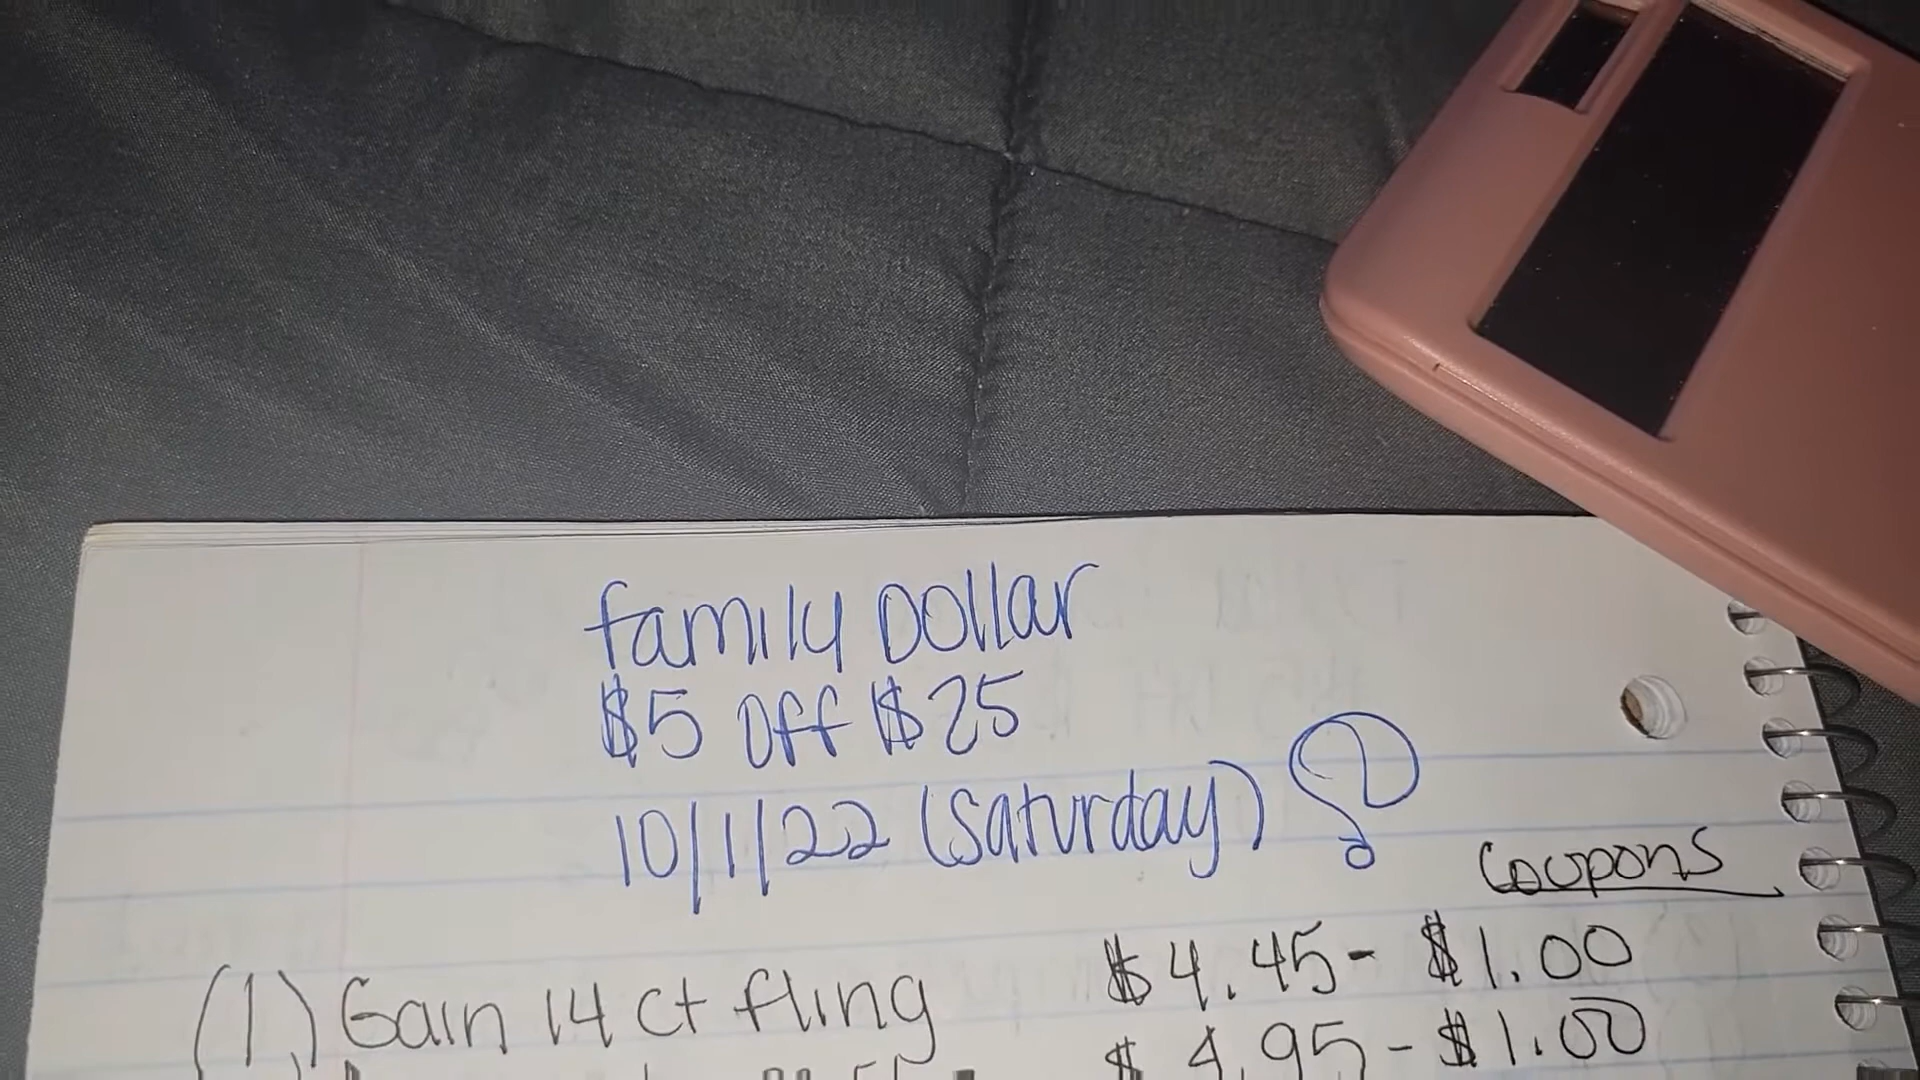 family Dollar
$5 Off $25
10/1/22 (Saturday)
Coupons
(1) Gain 14 ct fling $4.45 - $1.00
$4.95 - $1.00